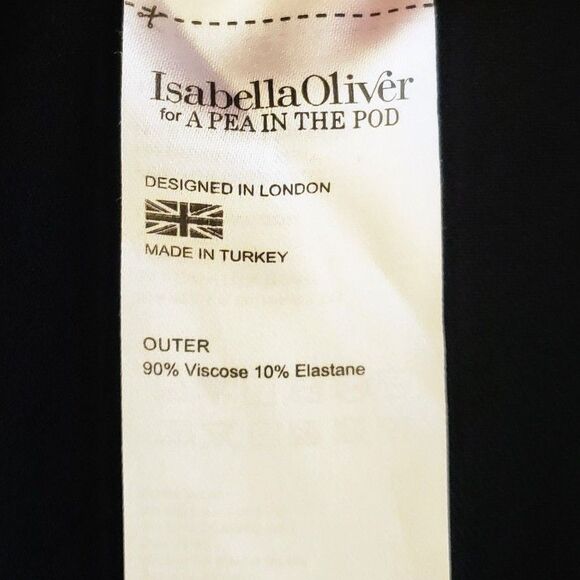 IsabellaOliver
for A PEA IN THE POD
DESIGNED IN LONDON
MADE IN TURKEY
OUTER
90% Viscose 10% Elastane